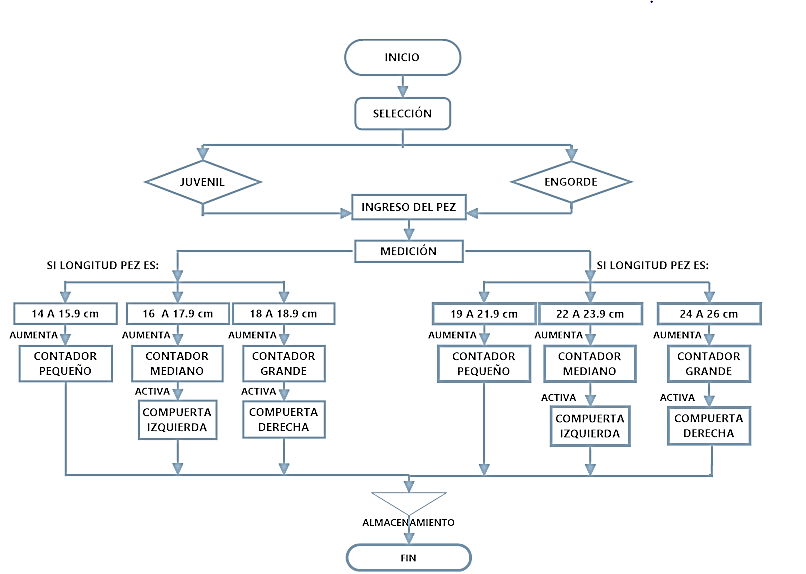 INICIO
SELECCIÓN
JUVENIL
ENGORDE
INGRESO DEL PEZ
MEDICIÓN
SI LONGITUD PEZ ES:
SI LONGITUD PEZ ES:
14 A 15.9 cm
16 A 17.9 cm
18 A 18.9 cm
19 A 21.9 cm
22 A 23.9 cm
24 A 26 cm
AUMENTA
AUMENTA
AUMENTA
AUMENTA
AUMENTA
AUMENTA
CONTADOR
PEQUEÑO
CONTADOR
MEDIANO
CONTADOR
GRANDE
CONTADOR
PEQUEÑO
CONTADOR
MEDIANO
CONTADOR
GRANDE
ACTIVA
ACTIVA
ACTIVA
ACTIVA
COMPUERTA
IZQUIERDA
COMPUERTA
DERECHA
COMPUERTA
IZQUIERDA
COMPUERTA
DERECHA
ALMACENAMIENTO
FIN